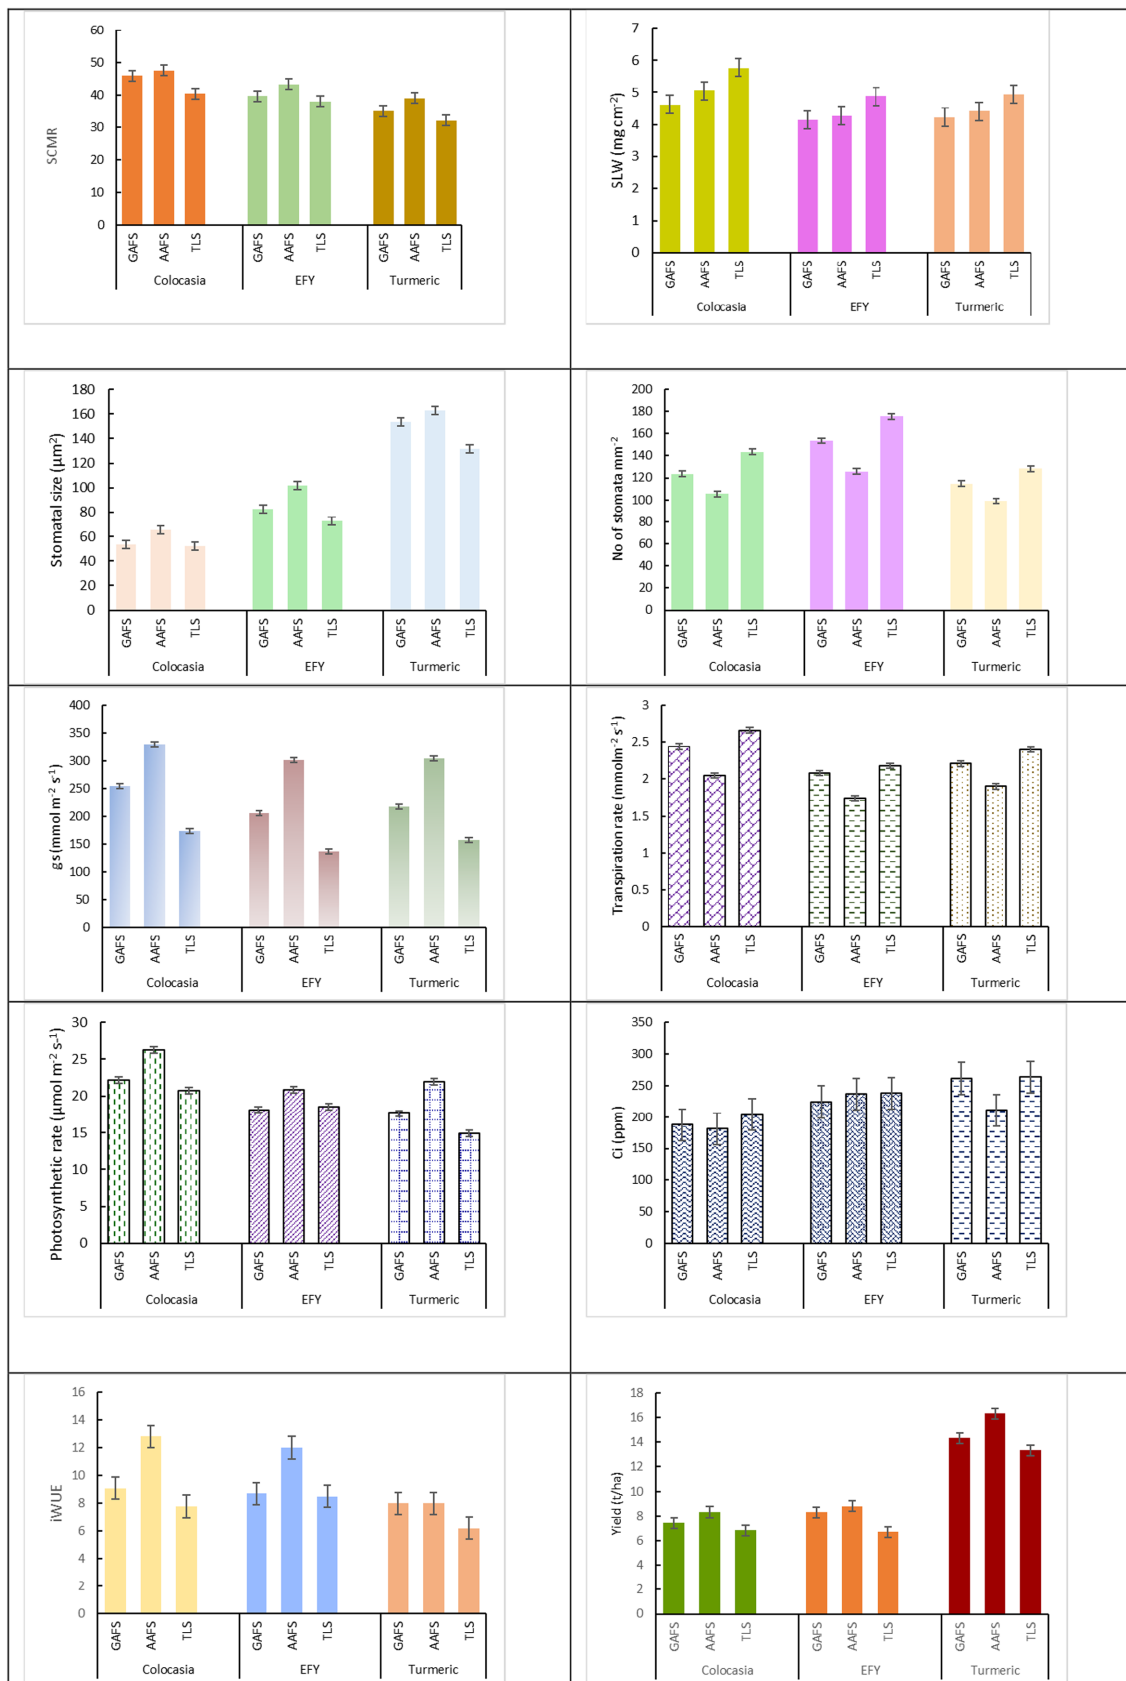 60
50
40
30
20
10
0
SCMR
GAFS AAFS TLS GAFS AAFS TLS GAFS AAFS TLS
Colocasia EFY Turmeric
7
6
5
4
3
2
1
0
SLW (mg cm-2)
GAFS AAFS TLS GAFS AAFS TLS GAFS AAFS TLS
Colocasia EFY Turmeric
180
160
140
120
100
80
60
40
20
0
Stomatal size (µm2)
GAFS AAFS TLS GAFS AAFS TLS GAFS AAFS TLS
Colocasia EFY Turmeric
200
180
160
140
120
100
80
60
40
20
0
No of stomata mm-2
GAFS AAFS TLS GAFS AAFS TLS GAFS AAFS TLS
Colocasia EFY Turmeric
400
350
300
250
200
150
100
50
0
gs (mmol m-2 s-1)
GAFS AAFS TLS GAFS AAFS TLS GAFS AAFS TLS
Colocasia EFY Turmeric
3
2.5
2
1.5
1
0.5
0
Transpiration rate (mmolm-2 s-1)
GAFS AAFS TLS GAFS AAFS TLS GAFS AAFS TLS
Colocasia EFY Turmeric
30
25
20
15
10
5
0
Photosynthetic rate (µmol m-2 s-1)
GAFS AAFS TLS GAFS AAFS TLS GAFS AAFS TLS
Colocasia EFY Turmeric
350
300
250
200
150
100
50
0
Ci (ppm)
GAFS AAFS TLS GAFS AAFS TLS GAFS AAFS TLS
Colocasia EFY Turmeric
16
14
12
10
8
6
4
2
0
iWUE
GAFS AAFS TLS GAFS AAFS TLS GAFS AAFS TLS
Colocasia EFY Turmeric
18
16
14
12
10
8
6
4
2
0
Yield (t/ha)
GAFS AAFS TLS GAFS AAFS TLS GAFS AAFS TLS
Colocasia EFY Turmeric